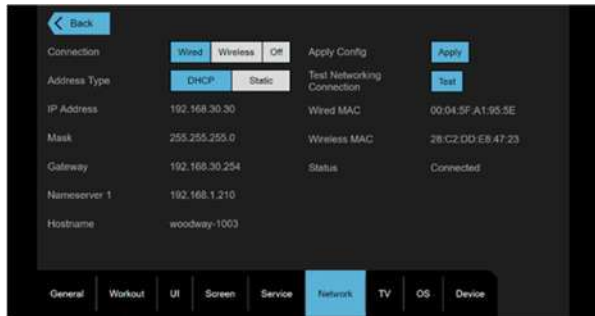 Back
Connection Wired Wireless Off Apply Config Apply
Address Type DHCP Static Test Networking Connection Test
IP Address 192.168.30.30 Wired MAC 00:04:5F:A1:95:5E
Mask 255.255.255.0 Wireless MAC 28:C2:DD:E8:47:23
Gateway 192.168.30.254 Status Connected
Nameserver 1 192.168.1.210
Hostname woodway-1003
General Workout UI Screen Service Network TV OS Device